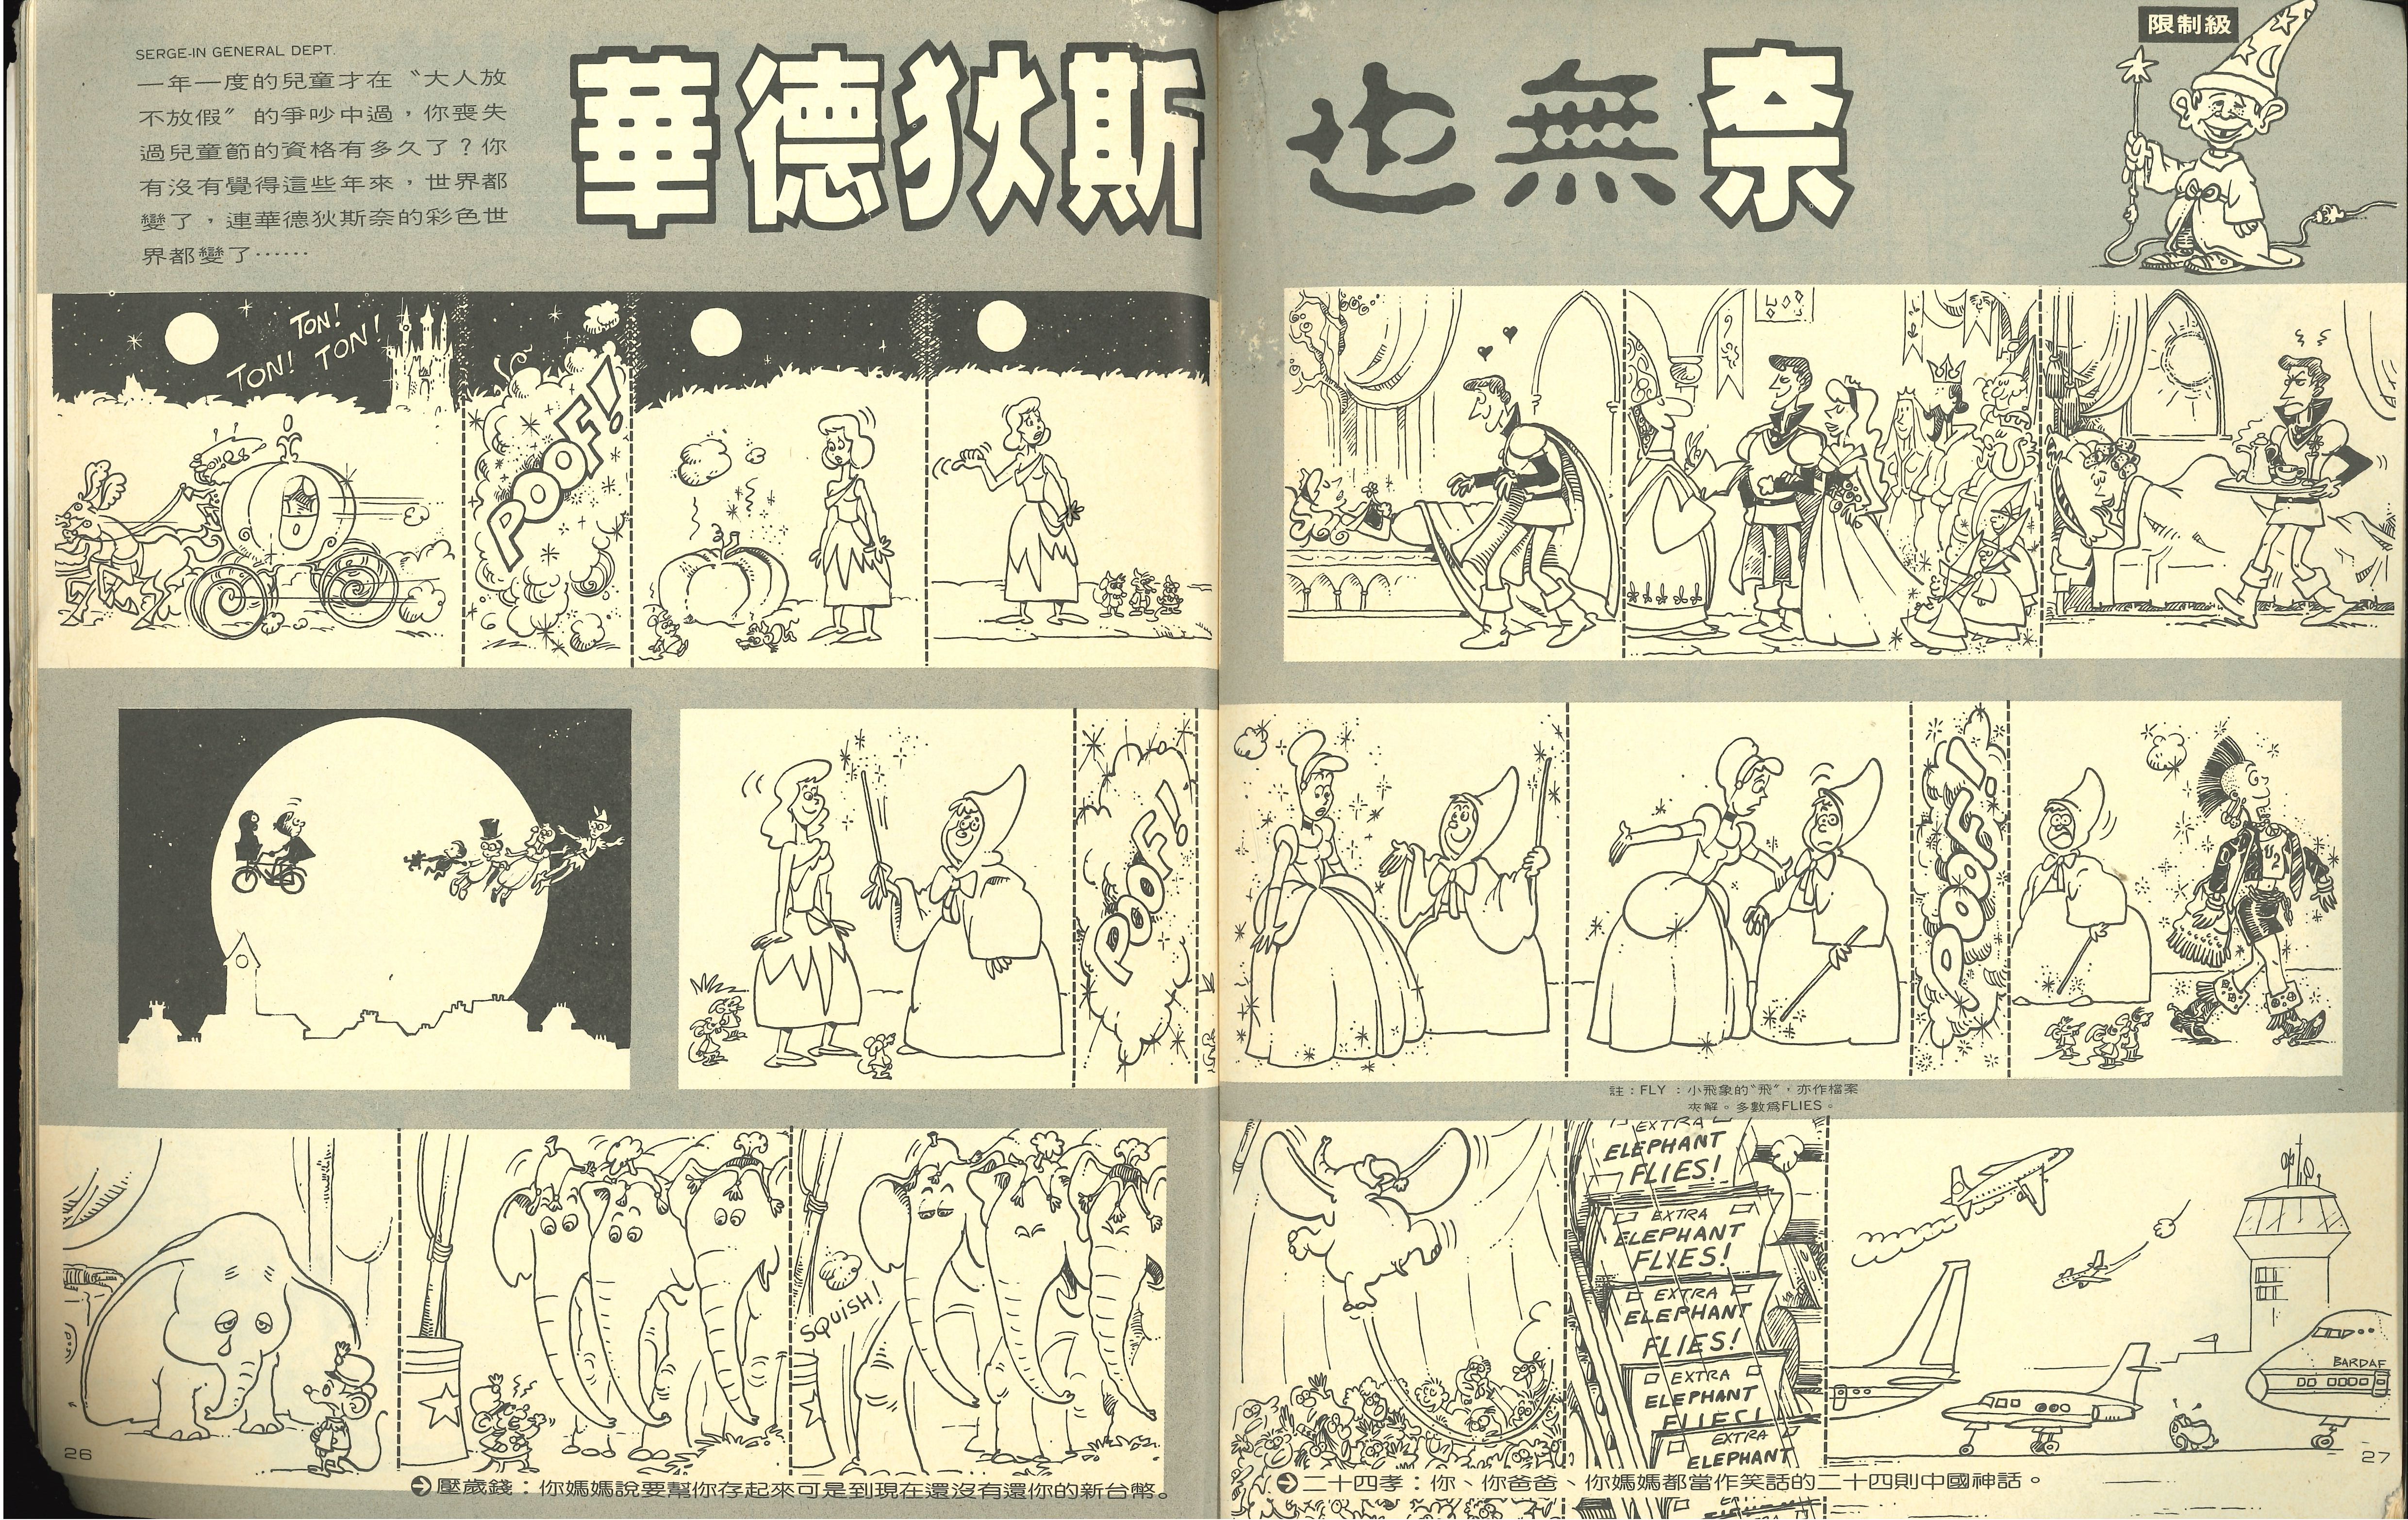 SERGE-IN GENERAL DEPT.
一年一度的兒童才在〝大人放
不放假〞的爭吵中過，你喪失
過兒童節的資格有多久了？你
有沒有覺得這些年來，世界都
變了，連華德狄斯奈的彩色世
界都變了……
華德狄斯也無奈
限制級
TON!
TON! TON!
POOF!
POOF!
POOF!
U2
註：FLY：小飛象的〝飛〞，亦作檔案
夾解。多數為FLIES。
SQUISH!
EXTRA
ELEPHANT
FLIES!
EXTRA
ELEPHANT
FLIES!
EXTRA
ELEPHANT
FLIES!
EXTRA
ELEPHANT
FLIES!
EXTRA
ELEPHANT
BARDAF
26
壓歲錢：你媽媽說要幫你存起來可是到現在還沒有還你的新台幣。
二十四孝：你、你爸爸、你媽媽都當作笑話的二十四則中國神話。
27